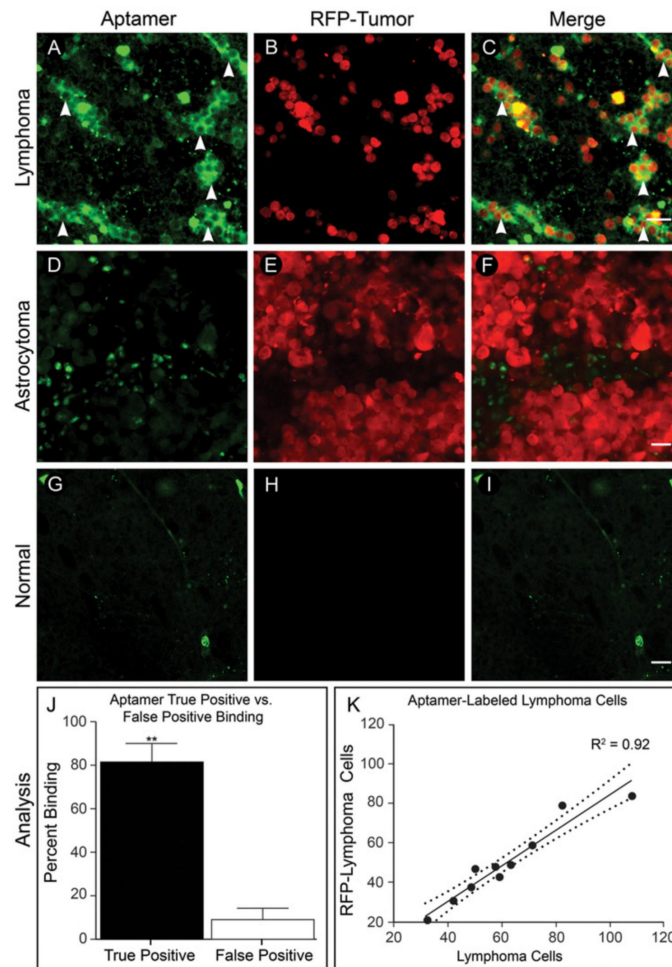 Aptamer RFP-Tumor Merge
Lymphoma
A B C
Astrocytoma
D E F
Normal
G H I
Analysis
J
Aptamer True Positive vs.
False Positive Binding
Percent Binding
100
80
60
40
20
0
**
True Positive False Positive
K
Aptamer-Labeled Lymphoma Cells
R² = 0.92
RFP-Lymphoma Cells
120
100
80
60
40
20
20 40 60 80 100 120
Lymphoma Cells